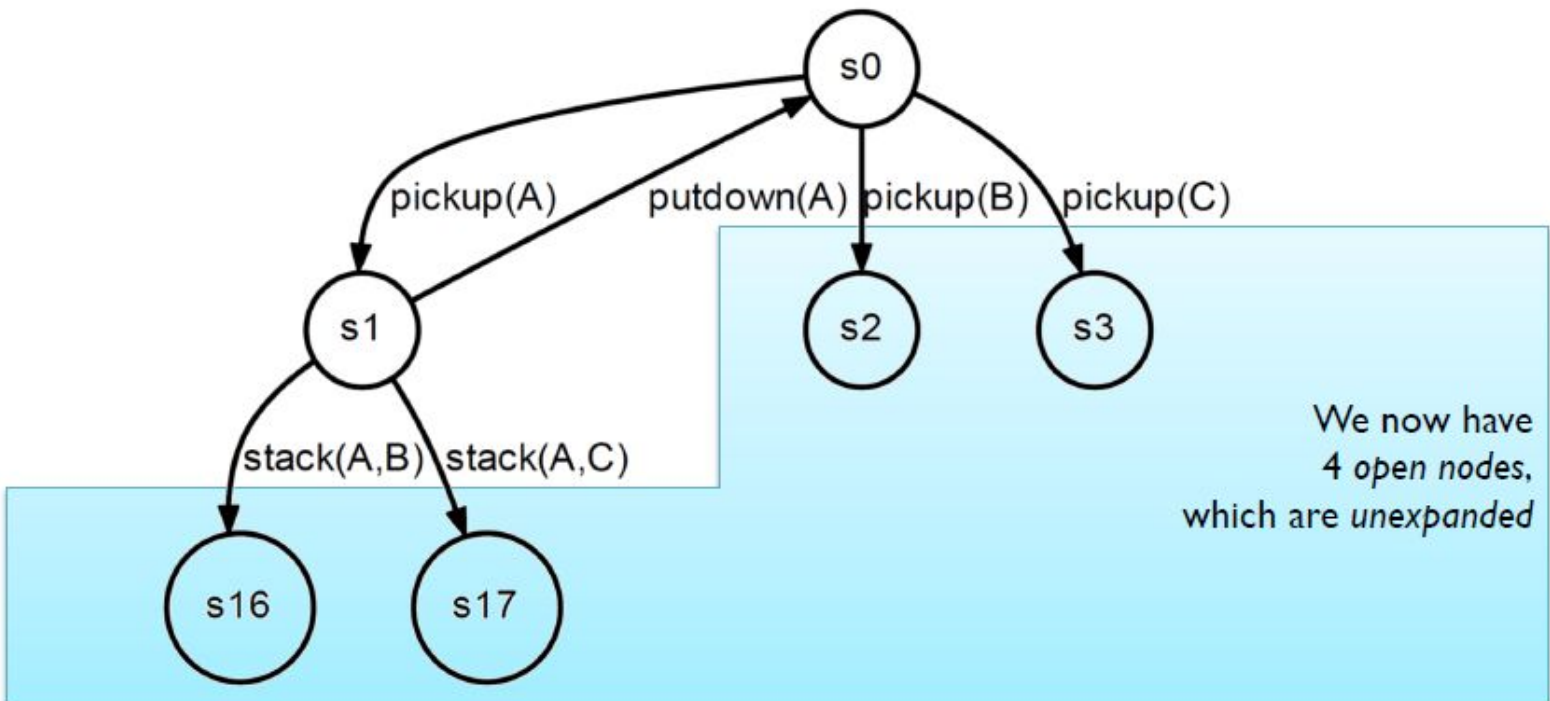 s0
pickup(A)
putdown(A)
pickup(B)
pickup(C)
s1
s2
s3
We now have
4 open nodes,
which are unexpanded
stack(A,B)
stack(A,C)
s16
s17